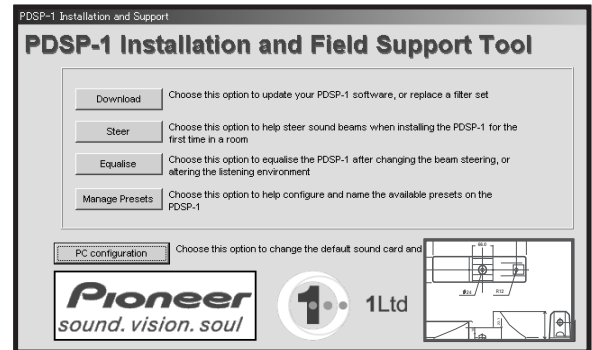 PDSP-1 Installation and Support
PDSP-1 Installation and Field Support Tool
Download
Choose this option to update your PDSP-1 software, or replace a filter set
Steer
Choose this option to help steer sound beams when installing the PDSP-1 for the
first time in a room
Equalise
Choose this option to equalise the PDSP-1 after changing the beam steering, or
altering the listening environment
Manage Presets
Choose this option to help configure and name the available presets on the
PDSP-1
PC configuration
Choose this option to change the default sound card and
Pioneer
sound. vision. soul
1
1Ltd
R12